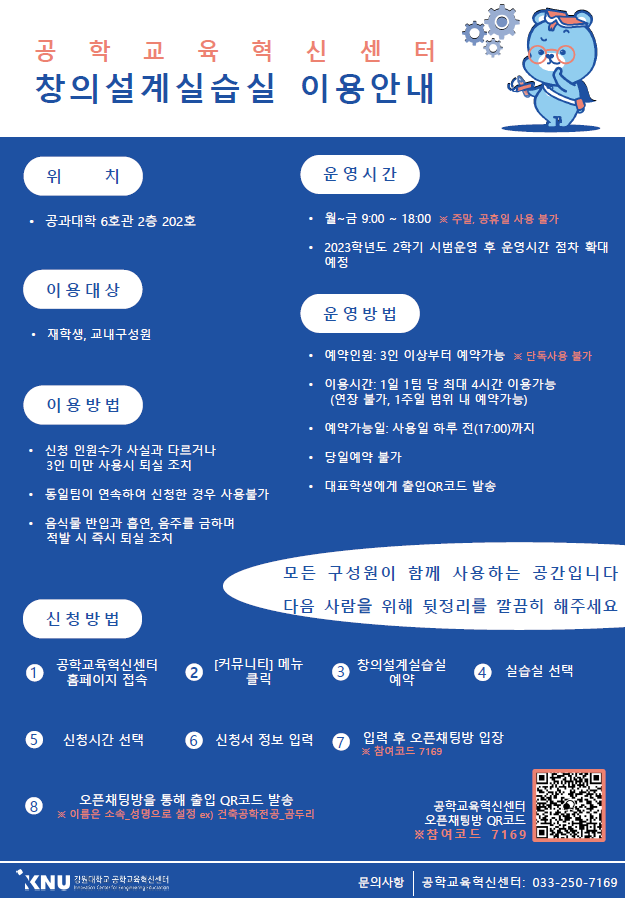 공학교육혁신센터
창의설계실습실 이용안내
위 치
• 공과대학 6호관 2층 202호
이용대상
• 재학생, 교내구성원
이용방법
• 신청 인원수가 사실과 다르거나
3인 미만 사용시 퇴실 조치
• 동일팀이 연속하여 신청한 경우 사용불가
• 음식물 반입과 흡연, 음주를 금하며
적발 시 즉시 퇴실 조치
운영시간
• 월~금 9:00 ~ 18:00 ※ 주말, 공휴일 사용 불가
• 2023학년도 2학기 시범운영 후 운영시간 점차 확대
예정
운영방법
• 예약인원: 3인 이상부터 예약가능 ※ 단독사용 불가
• 이용시간: 1일 1팀 당 최대 4시간 이용가능
(연장 불가, 1주일 범위 내 예약가능)
• 예약가능일: 사용일 하루 전(17:00)까지
• 당일예약 불가
• 대표학생에게 출입QR코드 발송
모든 구성원이 함께 사용하는 공간입니다
다음 사람을 위해 뒷정리를 깔끔히 해주세요
신청방법
1 공학교육혁신센터
홈페이지 접속
2 [커뮤니티] 메뉴
클릭
3 창의설계실습실
예약
4 실습실 선택
5 신청시간 선택
6 신청서 정보 입력
7 입력 후 오픈채팅방 입장
※ 참여코드 7169
8 오픈채팅방을 통해 출입 QR코드 발송
※ 이름은 소속_성명으로 설정 ex) 건축공학전공_곰두리
공학교육혁신센터
오픈채팅방 QR코드
※참여코드 7169
KNU 강원대학교 공학교육혁신센터
Innovation Center for Engineering Education
문의사항 공학교육혁신센터: 033-250-7169